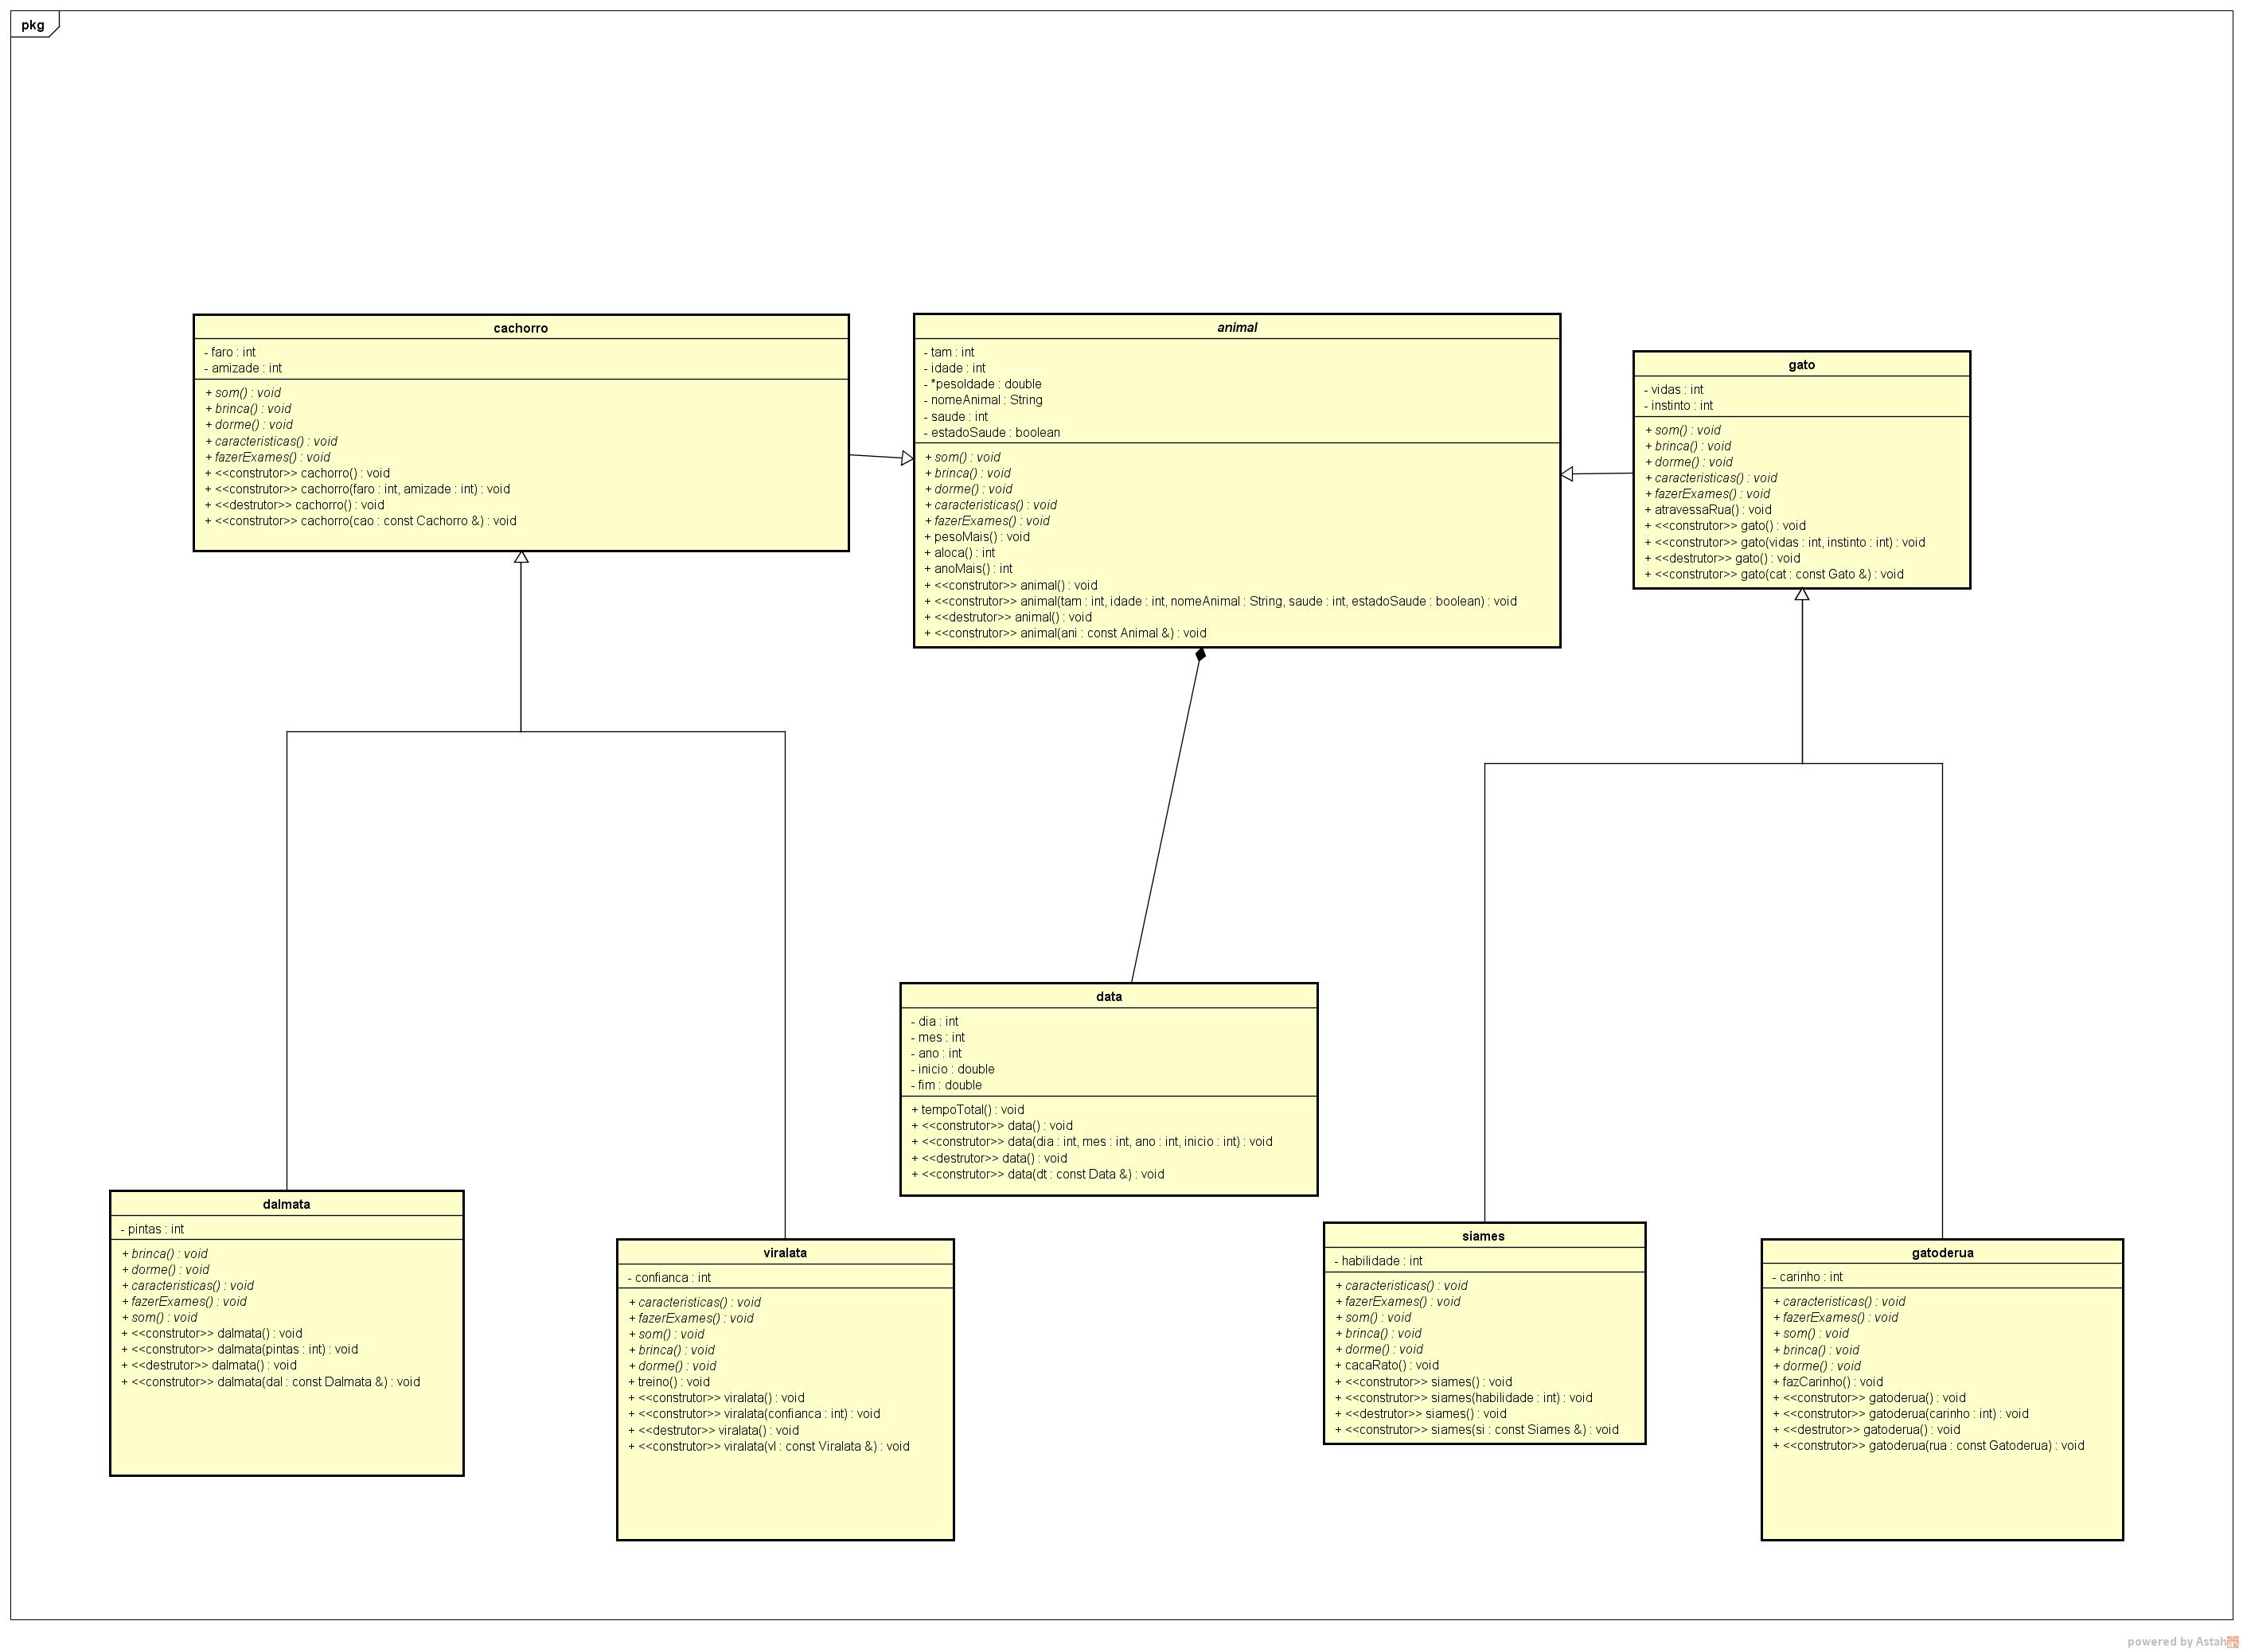 pkg
cachorro
- faro : int
- amizade : int
+ som() : void
+ brinca() : void
+ dorme() : void
+ caracteristicas() : void
+ fazerExames() : void
+ <<construtor>> cachorro() : void
+ <<construtor>> cachorro(faro : int, amizade : int) : void
+ <<destrutor>> cachorro() : void
+ <<construtor>> cachorro(cao : const Cachorro &) : void
animal
- tam : int
- idade : int
- *pesoIdade : double
- nomeAnimal : String
- saude : int
- estadoSaude : boolean
+ som() : void
+ brinca() : void
+ dorme() : void
+ caracteristicas() : void
+ fazerExames() : void
+ pesoMais() : void
+ aloca() : int
+ anoMais() : int
+ <<construtor>> animal() : void
+ <<construtor>> animal(tam : int, idade : int, nomeAnimal : String, saude : int, estadoSaude : boolean) : void
+ <<destrutor>> animal() : void
+ <<construtor>> animal(ani : const Animal &) : void
gato
- vidas : int
- instinto : int
+ som() : void
+ brinca() : void
+ dorme() : void
+ caracteristicas() : void
+ fazerExames() : void
+ atravessaRua() : void
+ <<construtor>> gato() : void
+ <<construtor>> gato(vidas : int, instinto : int) : void
+ <<destrutor>> gato() : void
+ <<construtor>> gato(cat : const Gato &) : void
data
- dia : int
- mes : int
- ano : int
- inicio : double
- fim : double
+ tempoTotal() : void
+ <<construtor>> data() : void
+ <<construtor>> data(dia : int, mes : int, ano : int, inicio : int) : void
+ <<destrutor>> data() : void
+ <<construtor>> data(dt : const Data &) : void
dalmata
- pintas : int
+ brinca() : void
+ dorme() : void
+ caracteristicas() : void
+ fazerExames() : void
+ som() : void
+ <<construtor>> dalmata() : void
+ <<construtor>> dalmata(pintas : int) : void
+ <<destrutor>> dalmata() : void
+ <<construtor>> dalmata(dal : const Dalmata &) : void
viralata
- confianca : int
+ caracteristicas() : void
+ fazerExames() : void
+ som() : void
+ brinca() : void
+ dorme() : void
+ treino() : void
+ <<construtor>> viralata() : void
+ <<construtor>> viralata(confianca : int) : void
+ <<destrutor>> viralata() : void
+ <<construtor>> viralata(vl : const Viralata &) : void
siames
- habilidade : int
+ caracteristicas() : void
+ fazerExames() : void
+ som() : void
+ brinca() : void
+ dorme() : void
+ cacaRato() : void
+ <<construtor>> siames() : void
+ <<construtor>> siames(habilidade : int) : void
+ <<destrutor>> siames() : void
+ <<construtor>> siames(si : const Siames &) : void
gatoderua
- carinho : int
+ caracteristicas() : void
+ fazerExames() : void
+ som() : void
+ brinca() : void
+ dorme() : void
+ fazCarinho() : void
+ <<construtor>> gatoderua() : void
+ <<construtor>> gatoderua(carinho : int) : void
+ <<destrutor>> gatoderua() : void
+ <<construtor>> gatoderua(rua : const Gatoderua) : void
powered by Astah